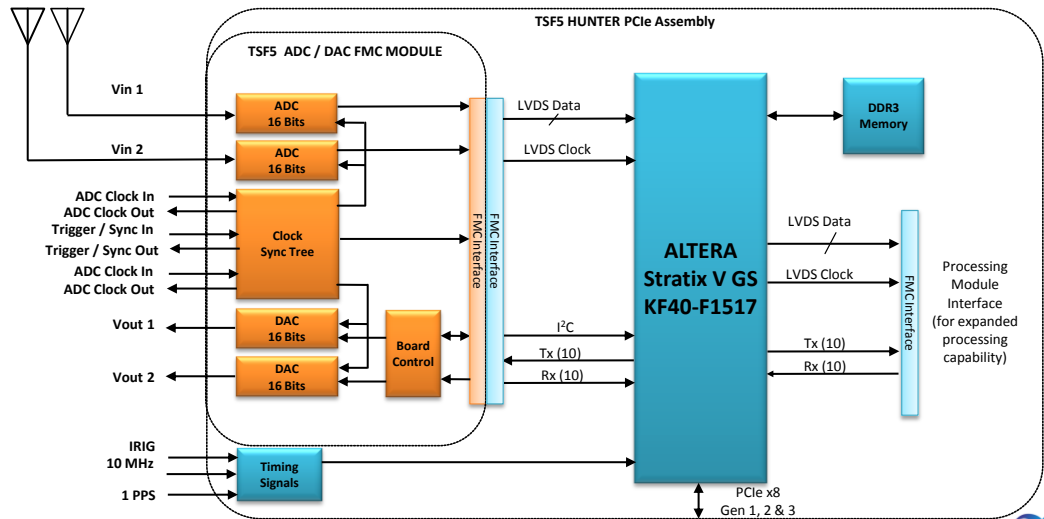 TSF5 HUNTER PCIe Assembly
TSF5 ADC / DAC FMC MODULE
Vin 1
ADC
16 Bits
LVDS Data
DDR3
Memory
Vin 2
ADC
16 Bits
LVDS Clock
ADC Clock In
ADC Clock Out
Trigger / Sync In
Trigger / Sync Out
ADC Clock In
ADC Clock Out
Clock
Sync Tree
FMC Interface
FMC Interface
ALTERA
Stratix V GS
KF40-F1517
LVDS Data
LVDS Clock
FMC Interface
Processing
Module
Interface
(for expanded
processing
capability)
Vout 1
DAC
16 Bits
Board
Control
I2C
Tx (10)
Rx (10)
Tx (10)
Rx (10)
Vout 2
DAC
16 Bits
IRIG
10 MHz
1 PPS
Timing
Signals
PCIe x8
Gen 1, 2 & 3